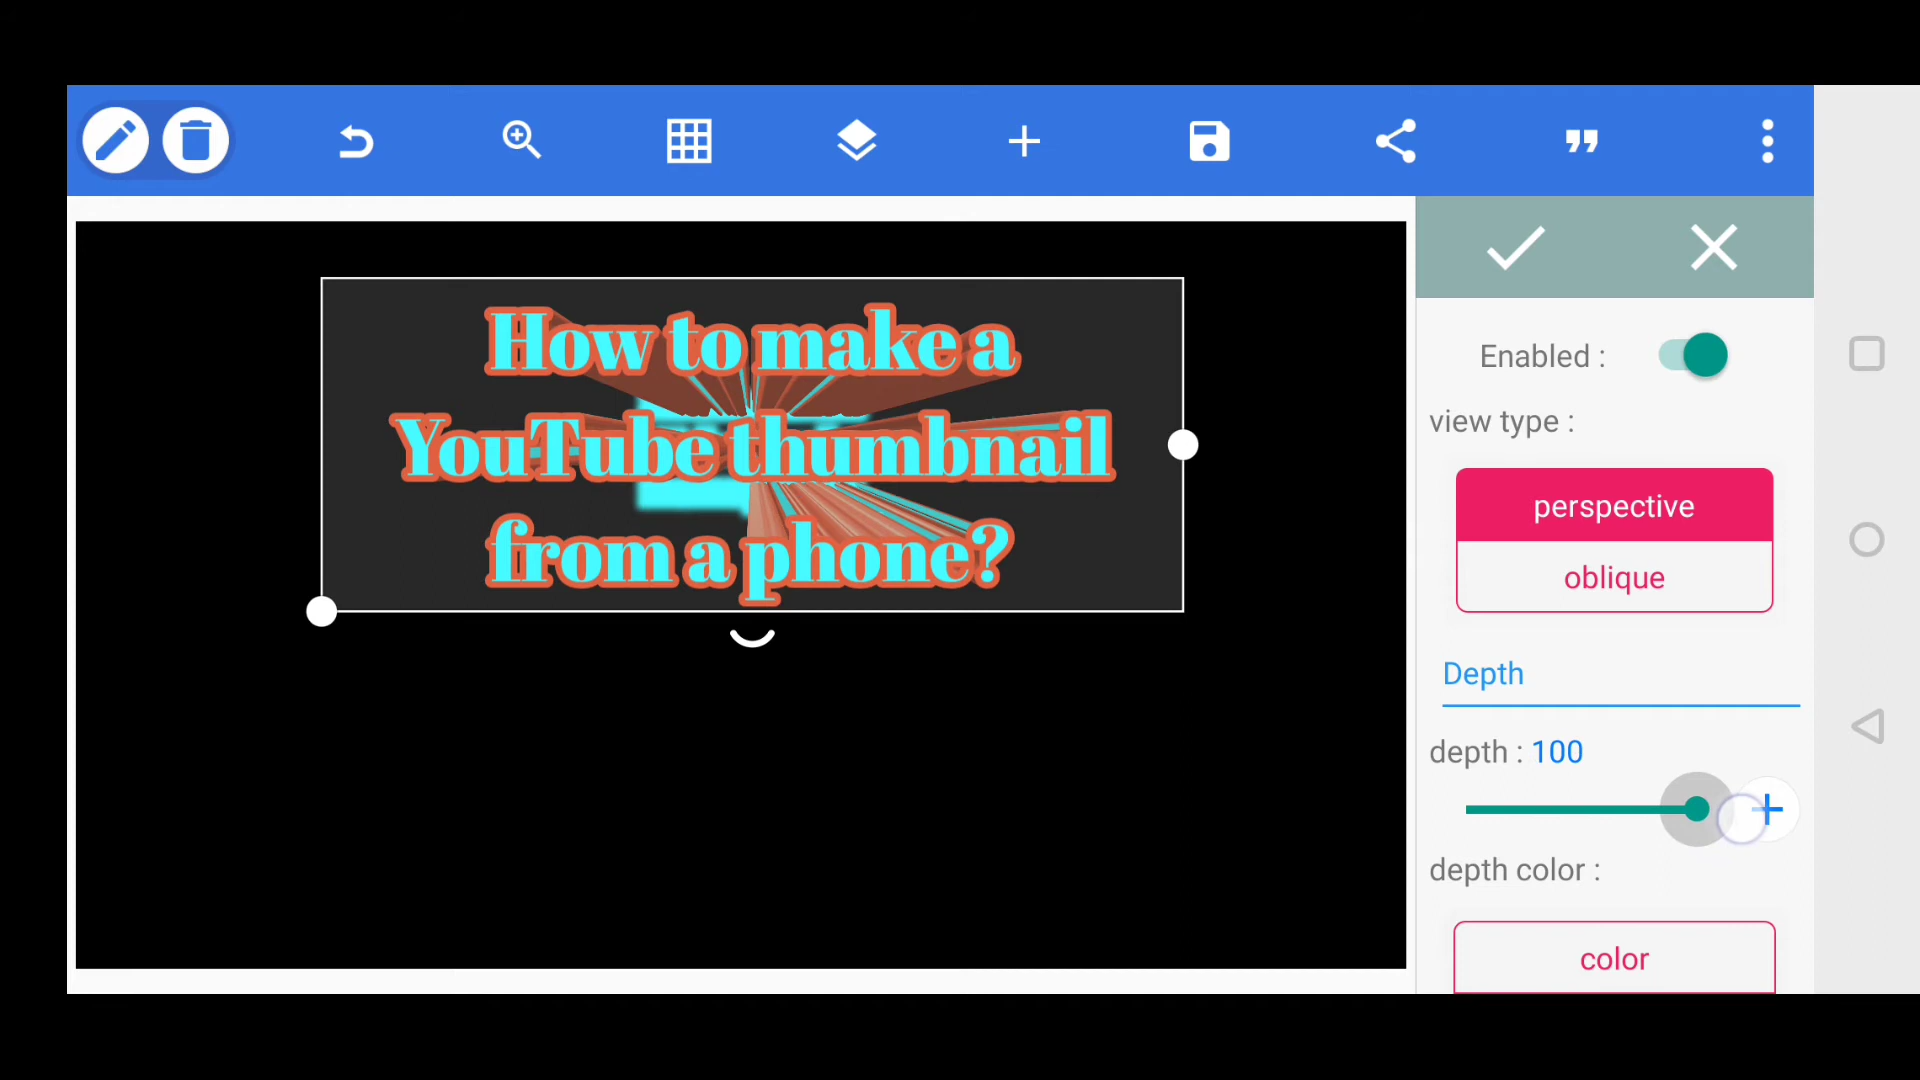 How to make a
YouTube thumbnail
from a phone?
Enabled :
view type :
perspective
oblique
Depth
depth : 100
depth color :
color